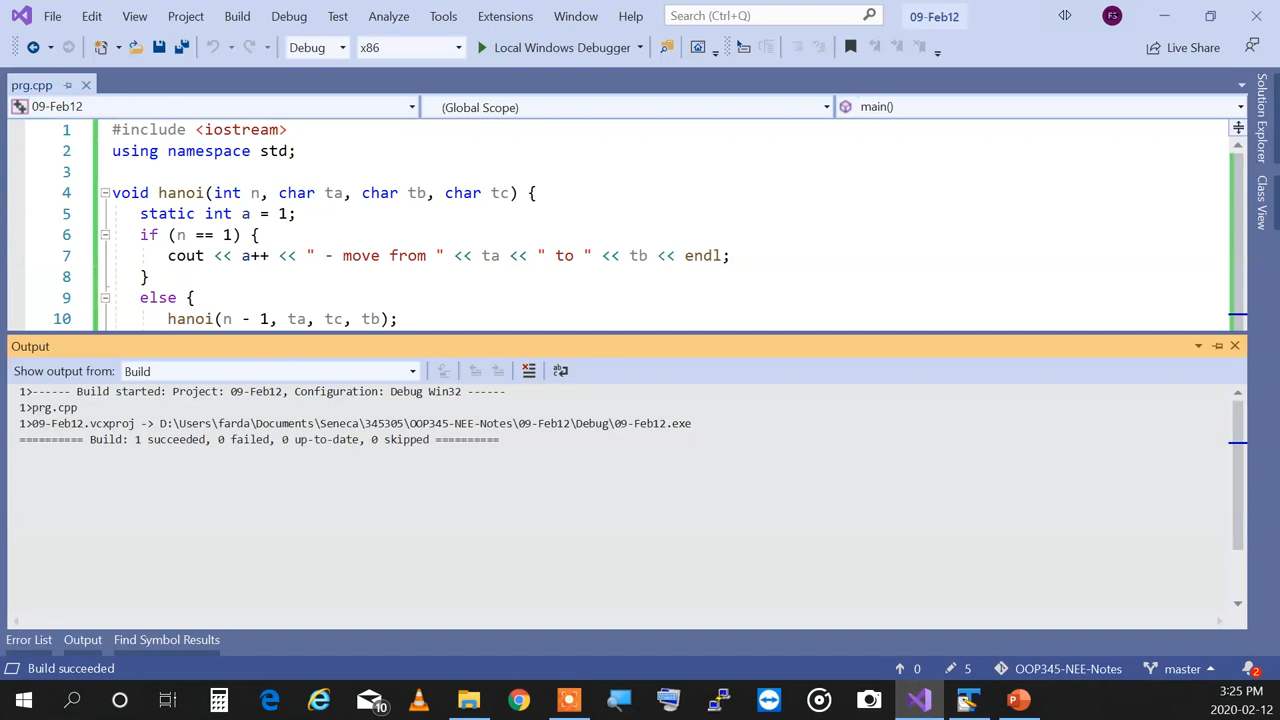 File Edit View Project Build Debug Test Analyze Tools Extensions Window Help Search (Ctrl+Q) 09-Feb12 FS
Debug x86 Local Windows Debugger Live Share
prg.cpp
09-Feb12 (Global Scope) main()
1 #include <iostream>
2 using namespace std;
3
4 void hanoi(int n, char ta, char tb, char tc) {
5 static int a = 1;
6 if (n == 1) {
7 cout << a++ << " - move from " << ta << " to " << tb << endl;
8 }
9 else {
10 hanoi(n - 1, ta, tc, tb);
Solution Explorer
Class View
Output
Show output from: Build
1>------ Build started: Project: 09-Feb12, Configuration: Debug Win32 ------
1>prg.cpp
1>09-Feb12.vcxproj -> D:\Users\farda\Documents\Seneca\345305\OOP345-NEE-Notes\09-Feb12\Debug\09-Feb12.exe
========== Build: 1 succeeded, 0 failed, 0 up-to-date, 0 skipped ==========
Error List Output Find Symbol Results
Build succeeded 0 5 OOP345-NEE-Notes master 2
10
3:25 PM
2020-02-12